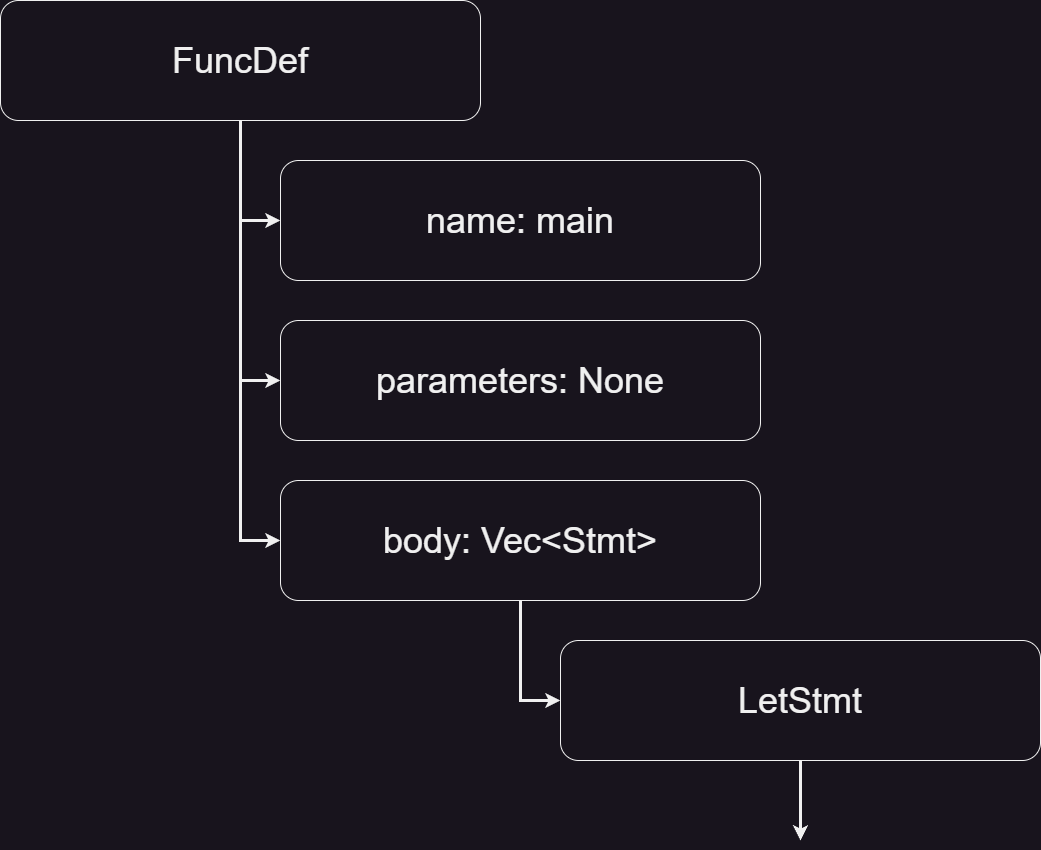 FuncDef
name: main
parameters: None
body: Vec<Stmt>
LetStmt